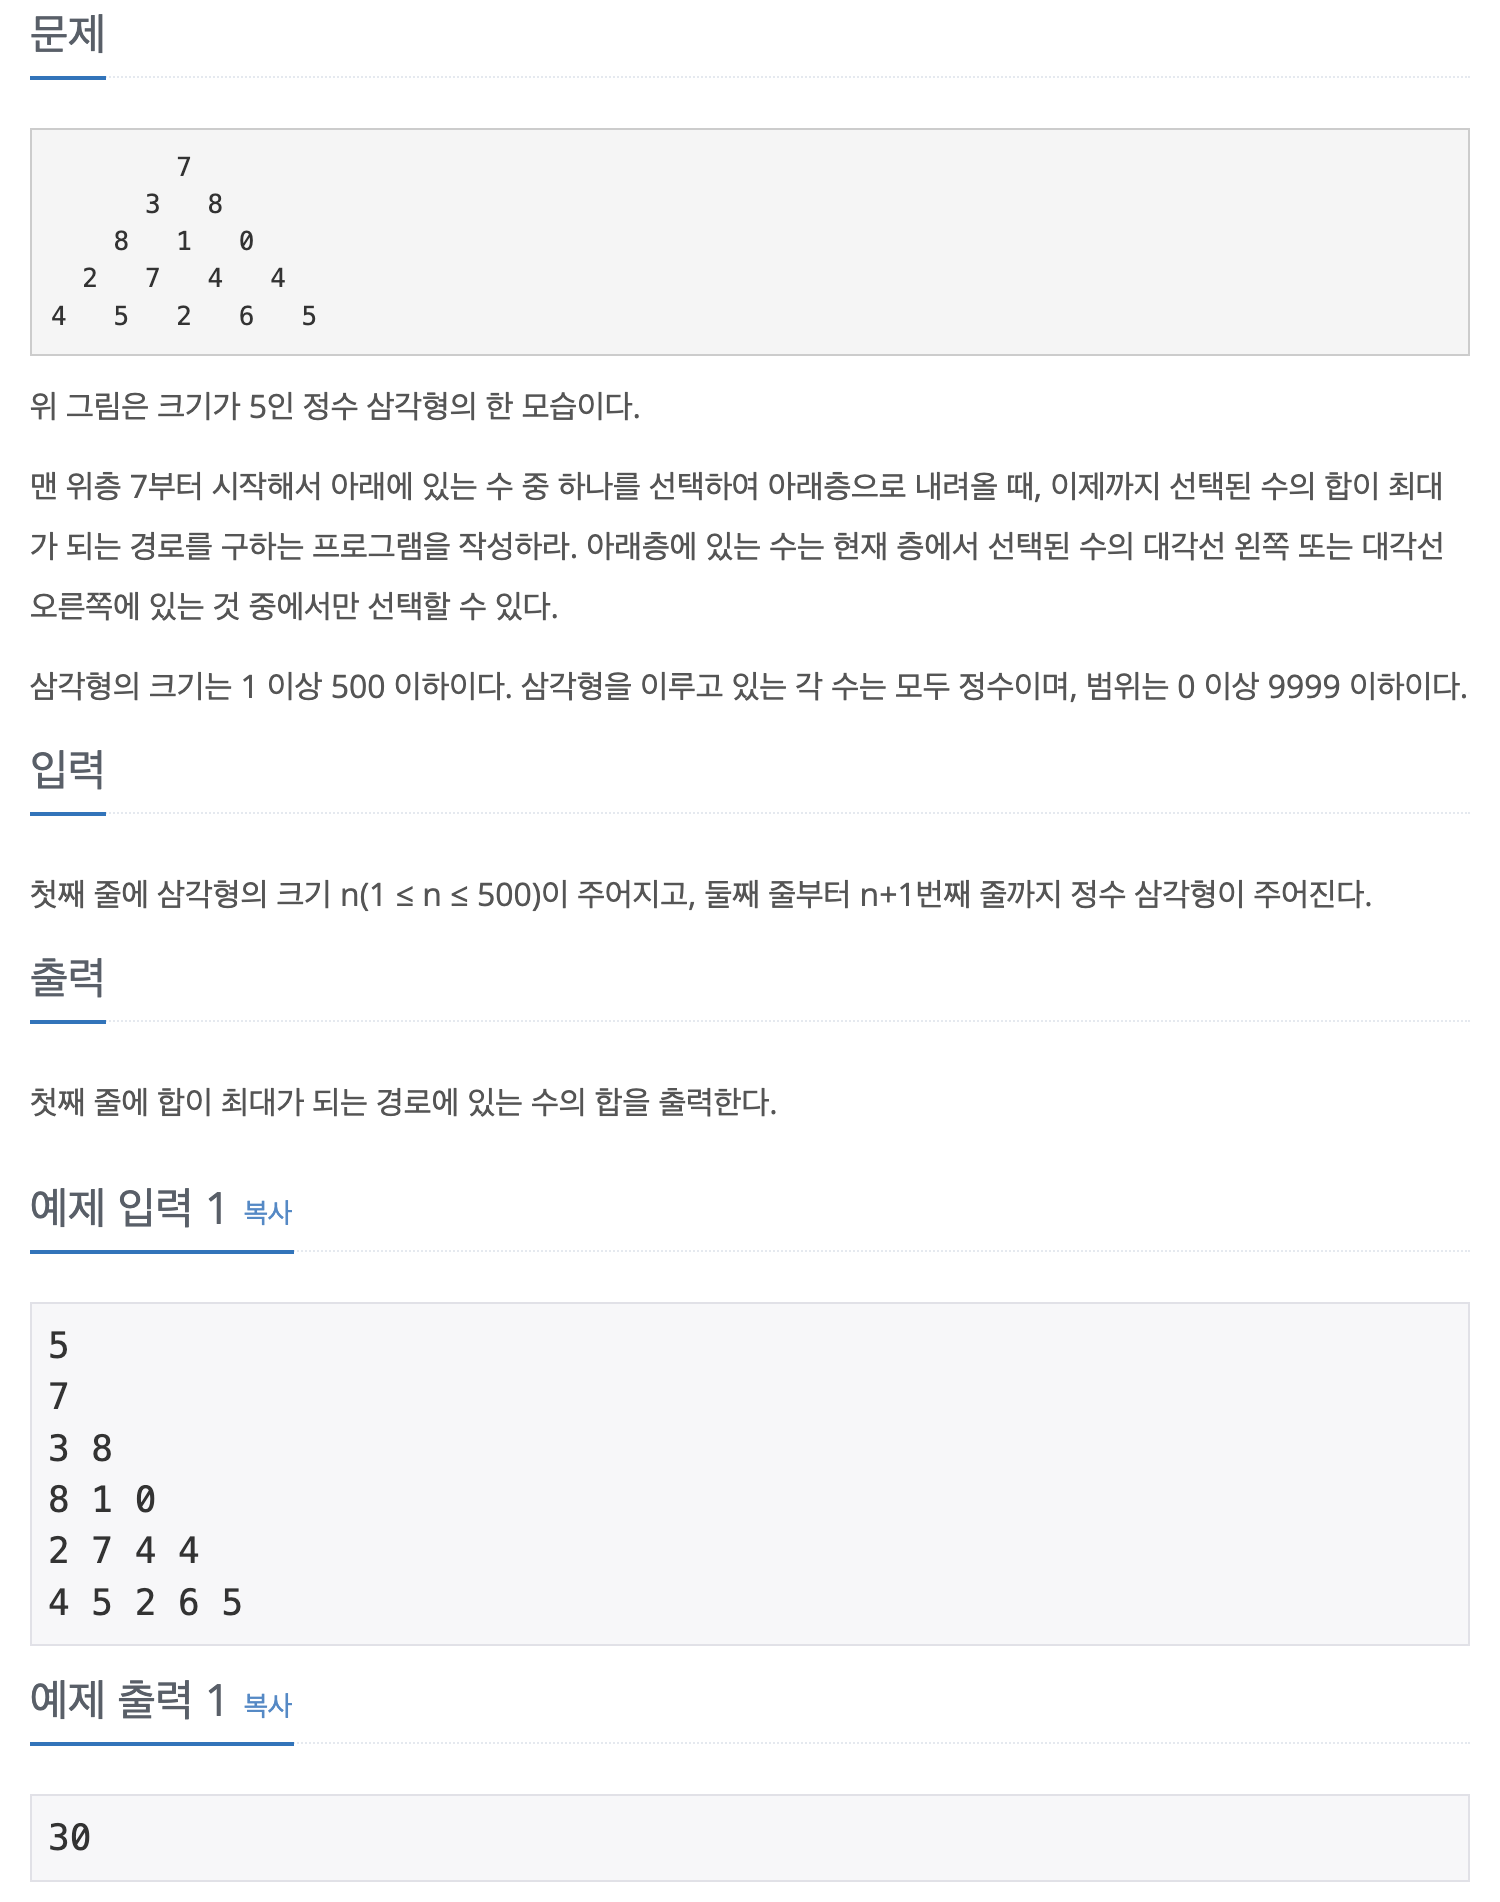 문제
7
3 8
8 1 0
2 7 4 4
4 5 2 6 5
위 그림은 크기가 5인 정수 삼각형의 한 모습이다.
맨 위층 7부터 시작해서 아래에 있는 수 중 하나를 선택하여 아래층으로 내려올 때, 이제까지 선택된 수의 합이 최대
가 되는 경로를 구하는 프로그램을 작성하라. 아래층에 있는 수는 현재 층에서 선택된 수의 대각선 왼쪽 또는 대각선
오른쪽에 있는 것 중에서만 선택할 수 있다.
삼각형의 크기는 1 이상 500 이하이다. 삼각형을 이루고 있는 각 수는 모두 정수이며, 범위는 0 이상 9999 이하이다.
입력
첫째 줄에 삼각형의 크기 n(1 ≤ n ≤ 500)이 주어지고, 둘째 줄부터 n+1번째 줄까지 정수 삼각형이 주어진다.
출력
첫째 줄에 합이 최대가 되는 경로에 있는 수의 합을 출력한다.
예제 입력 1 복사
5
7
3 8
8 1 0
2 7 4 4
4 5 2 6 5
예제 출력 1 복사
30